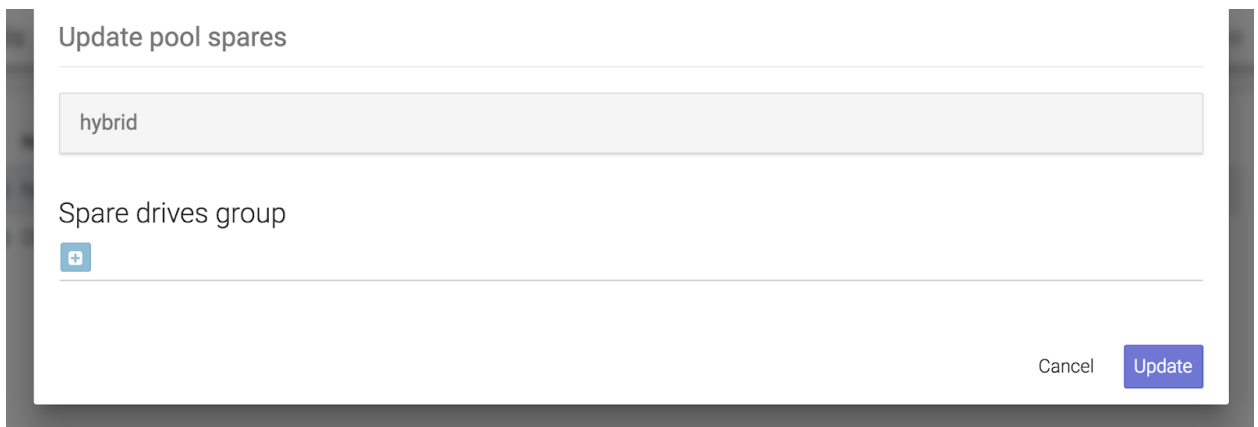 Update pool spares
hybrid
Spare drives group
Cancel
Update